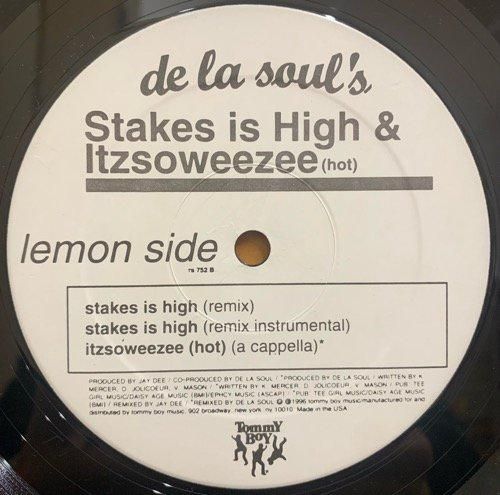 de la soul's
Stakes is High &
Itzsoweezee (hot)
lemon side
rs 752 B
stakes is high (remix)
stakes is high (remix instrumental)
itzsoweezee (hot) (a cappella)*
PRODUCED BY JAY DEE / CO-PRODUCED BY DE LA SOUL / *PRODUCED BY DE LA SOUL / WRITTEN BY K.
MERCER, D. JOLICOEUR, V. MASON / *WRITTEN BY K. MERCER, D. JOLICOEUR, V. MASON / PUB: TEE
GIRL MUSIC/DAISY AGE MUSIC (BMI)/EPHCY MUSIC (ASCAP) / *PUB: TEE GIRL MUSIC/DAISY AGE MUSIC
(BMI) / REMIXED BY JAY DEE / *REMIXED BY DE LA SOUL ℗ @1996 tommy boy music/manufactured for and
distributed by tommy boy music, 902 broadway, new york, ny 10010. Made in the USA
Tommy
Boy